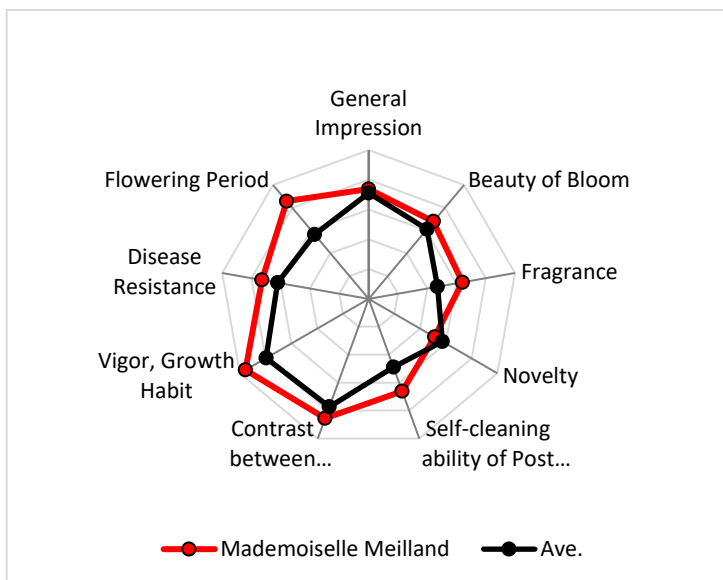 General
Impression
Beauty of Bloom
Fragrance
Novelty
Self-cleaning
ability of Post...
Contrast
between...
Vigor, Growth
Habit
Disease
Resistance
Flowering Period
Mademoiselle Meilland
Ave.